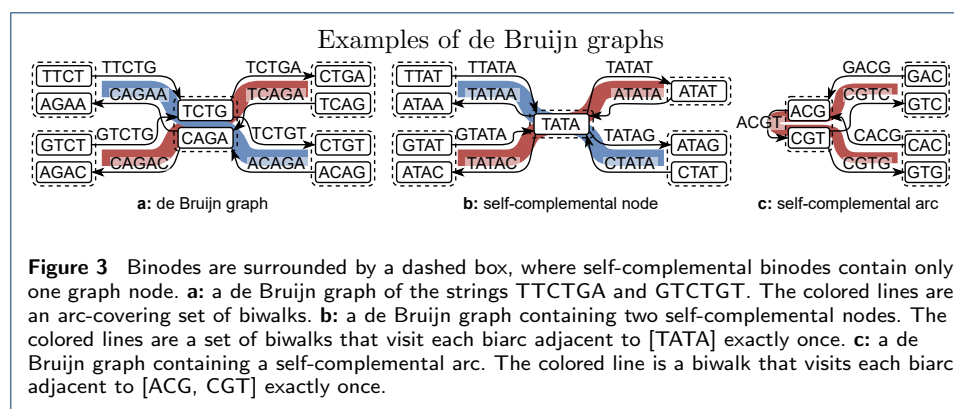 Examples of de Bruijn graphs
TTCT TTCTG TCTGA CTGA
AGAA CAGAA TCTG TCAGA TCAG
GTCT GTCTG CAGA TCTGT CTGT
AGAC CAGAC ACAGA ACAG
a: de Bruijn graph
TTAT TTATA TATAT ATAT
ATAA TATAA TATA ATATA
GTAT GTATA TATAG ATAG
ATAC TATAC CTATA CTAT
b: self-complemental node
GACG GAC
ACG CGTC GTC
ACGT
CGT CACG CAC
CGTG GTG
c: self-complemental arc
Figure 3 Binodes are surrounded by a dashed box, where self-complemental binodes contain only
one graph node. a: a de Bruijn graph of the strings TTCTGA and GTCTGT. The colored lines are
an arc-covering set of biwalks. b: a de Bruijn graph containing two self-complemental nodes. The
colored lines are a set of biwalks that visit each biarc adjacent to [TATA] exactly once. c: a de
Bruijn graph containing a self-complemental arc. The colored line is a biwalk that visits each biarc
adjacent to [ACG, CGT] exactly once.